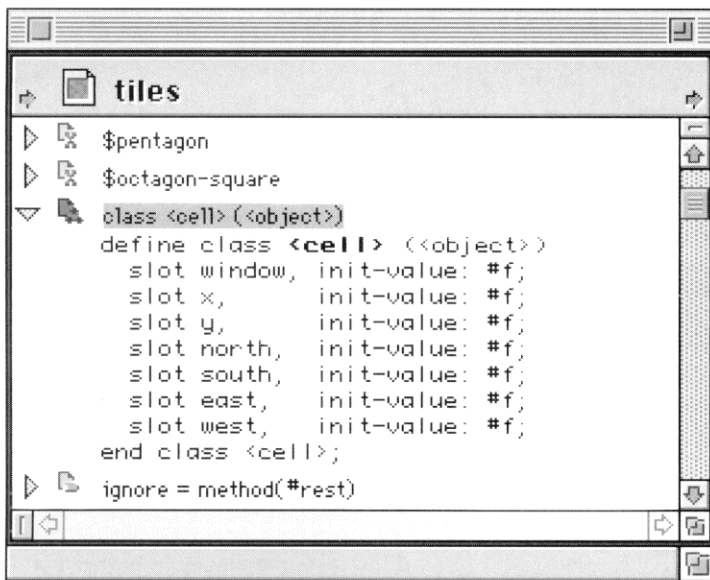 tiles
$pentagon
$octagon-square
class <cell> (<object>)
define class <cell> (<object>)
slot window, init-value: #f;
slot x, init-value: #f;
slot y, init-value: #f;
slot north, init-value: #f;
slot south, init-value: #f;
slot east, init-value: #f;
slot west, init-value: #f;
end class <cell>;
ignore = method(#rest)